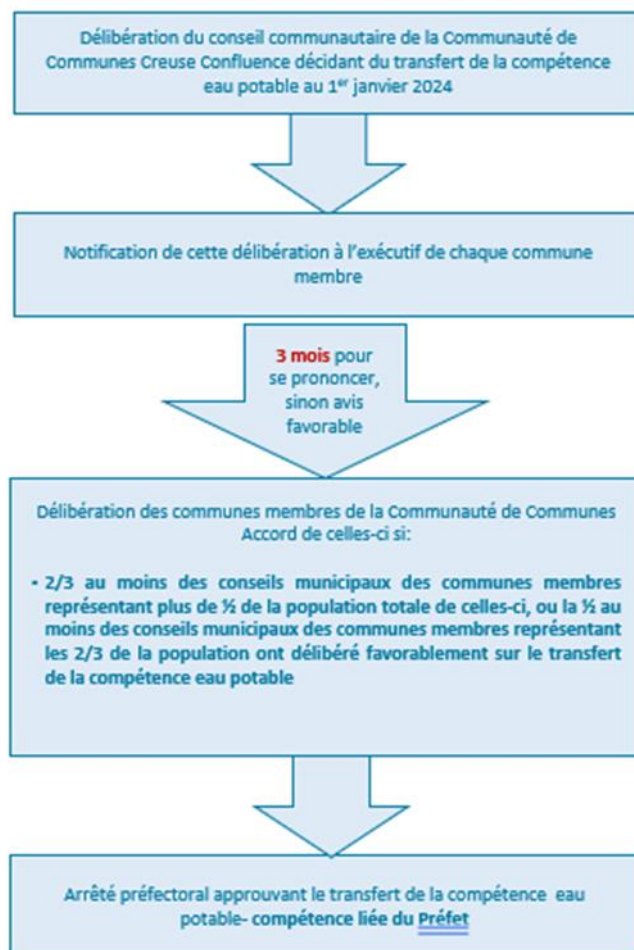 Délibération du conseil communautaire de la Communauté de
Communes Creuse Confluence décidant du transfert de la compétence
eau potable au 1er janvier 2024
Notification de cette délibération à l'exécutif de chaque commune
membre
3 mois pour
se prononcer,
sinon avis
favorable
Délibération des communes membres de la Communauté de Communes
Accord de celles-ci si:
- 2/3 au moins des conseils municipaux des communes membres
représentant plus de ½ de la population totale de celles-ci, ou la ½ au
moins des conseils municipaux des communes membres représentant
les 2/3 de la population ont délibéré favorablement sur le transfert
de la compétence eau potable
Arrêté préfectoral approuvant le transfert de la compétence eau
potable- compétence liée du Préfet